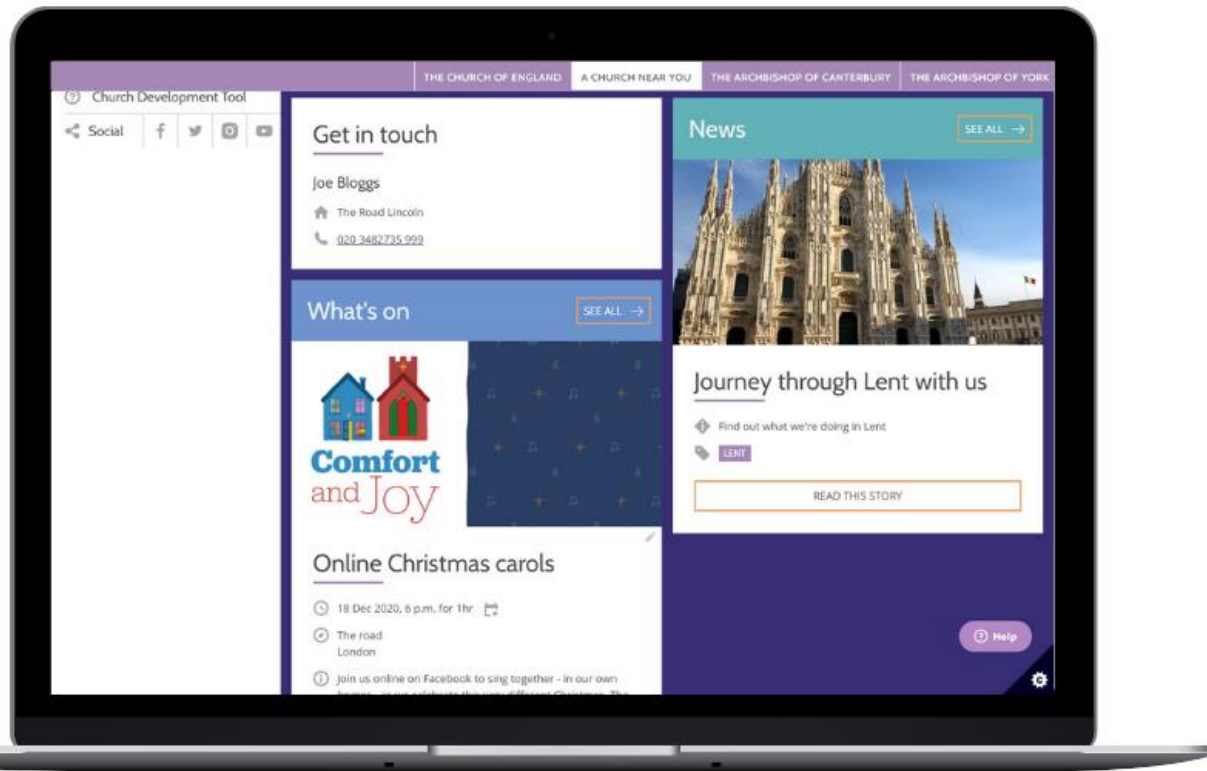 THE CHURCH OF ENGLAND
A CHURCH NEAR YOU
THE ARCHBISHOP OF CANTERBURY
THE ARCHBISHOP OF YORK
Church Development Tool
Social
Get in touch
Joe Bloggs
The Road Lincoln
020 3482735 999
What's on
SEE ALL
Comfort
and Joy
Online Christmas carols
18 Dec 2020, 6 p.m. for 1hr
The road
London
Join us online on Facebook to sing together - in our own
News
SEE ALL
Journey through Lent with us
Find out what we're doing in Lent
LENT
READ THIS STORY
Help